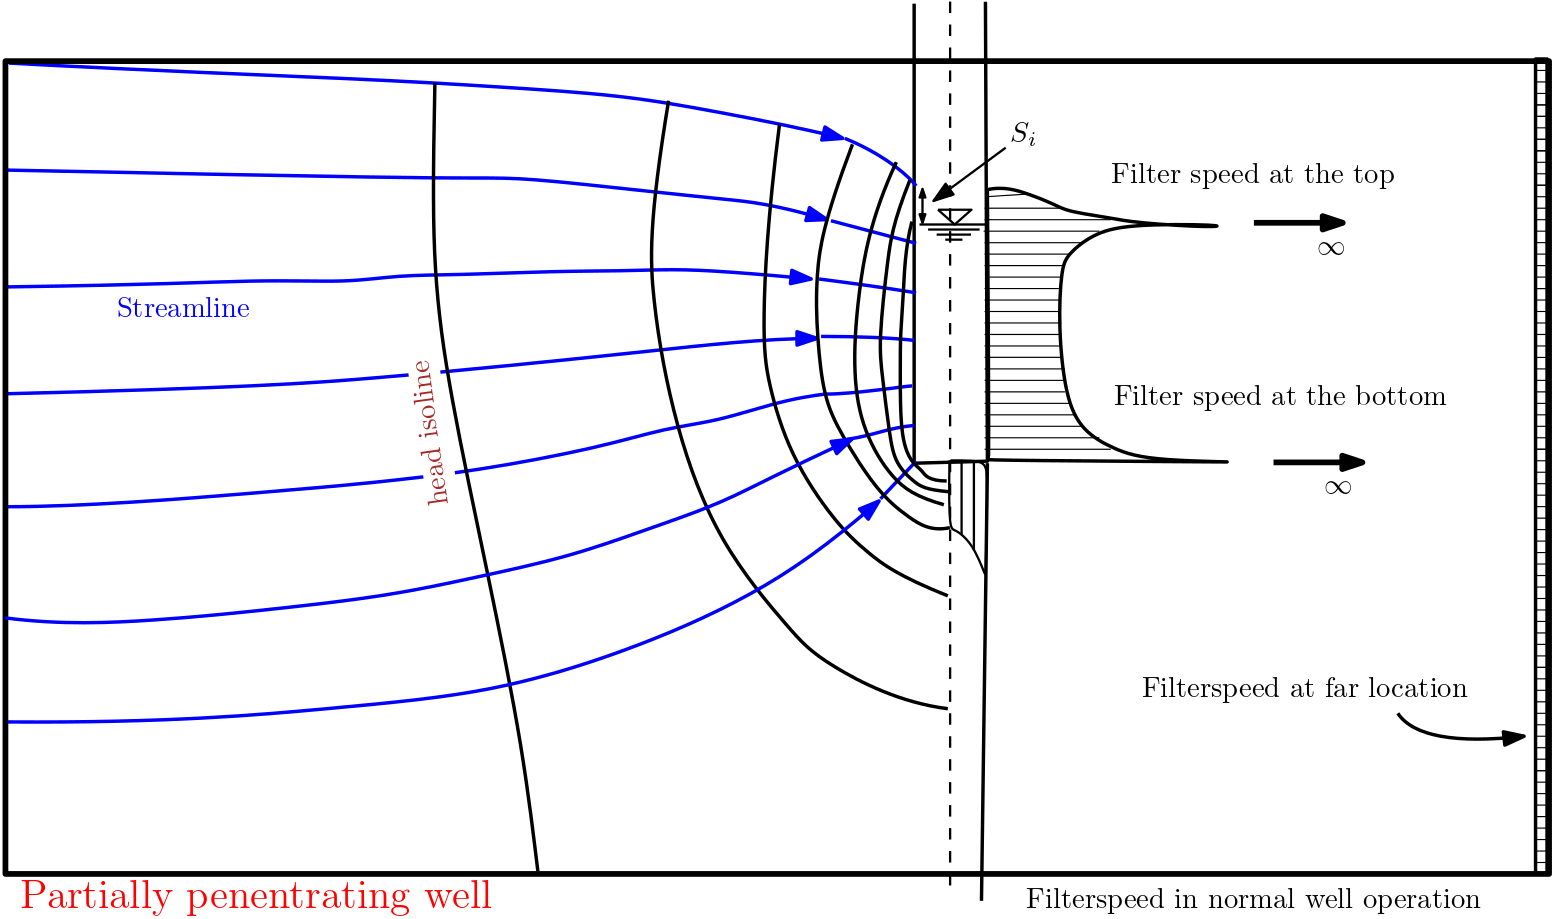 S_i
Filter speed at the top
∞
Streamline
head isoline
Filter speed at the bottom
∞
Filterspeed at far location
Partially penentrating well
Filterspeed in normal well operation